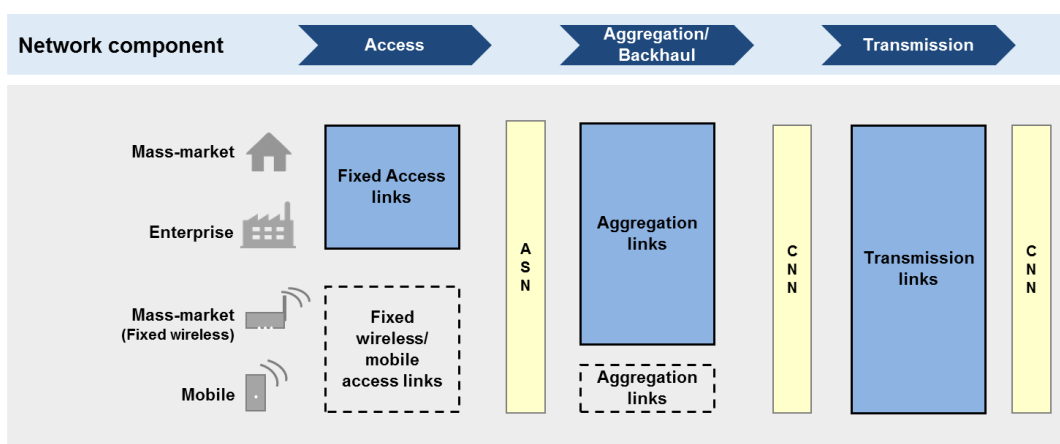 Network component
Access
Aggregation/
Backhaul
Transmission
Mass-market
Enterprise
Mass-market
(Fixed wireless)
Mobile
Fixed Access
links
Fixed
wireless/
mobile
access links
A
S
N
Aggregation
links
Aggregation
links
C
N
N
Transmission
links
C
N
N